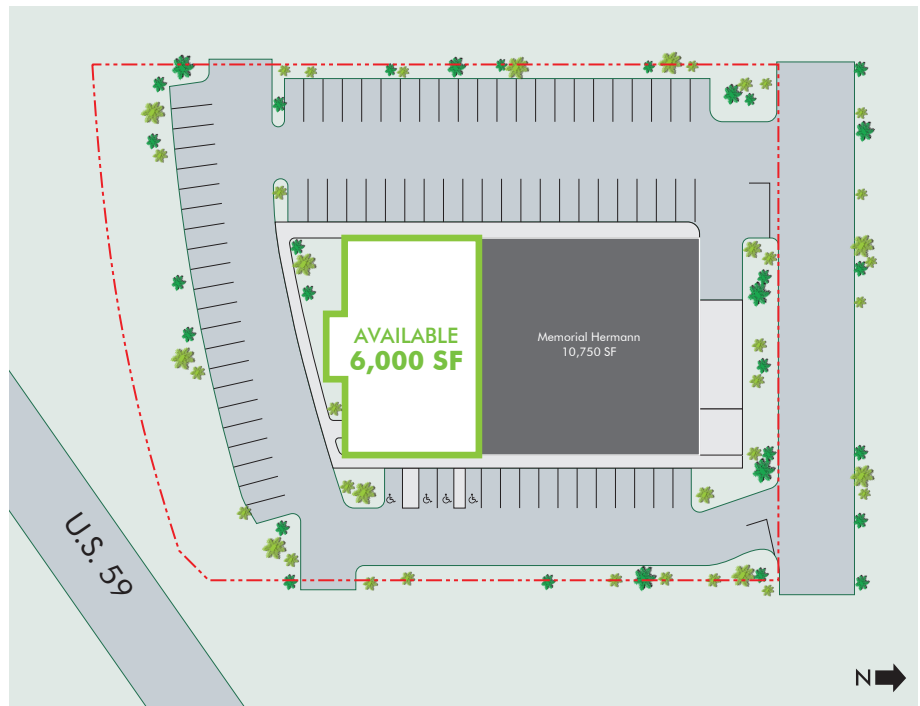 AVAILABLE
6,000 SF
Memorial Hermann
10,750 SF
U.S. 59
N